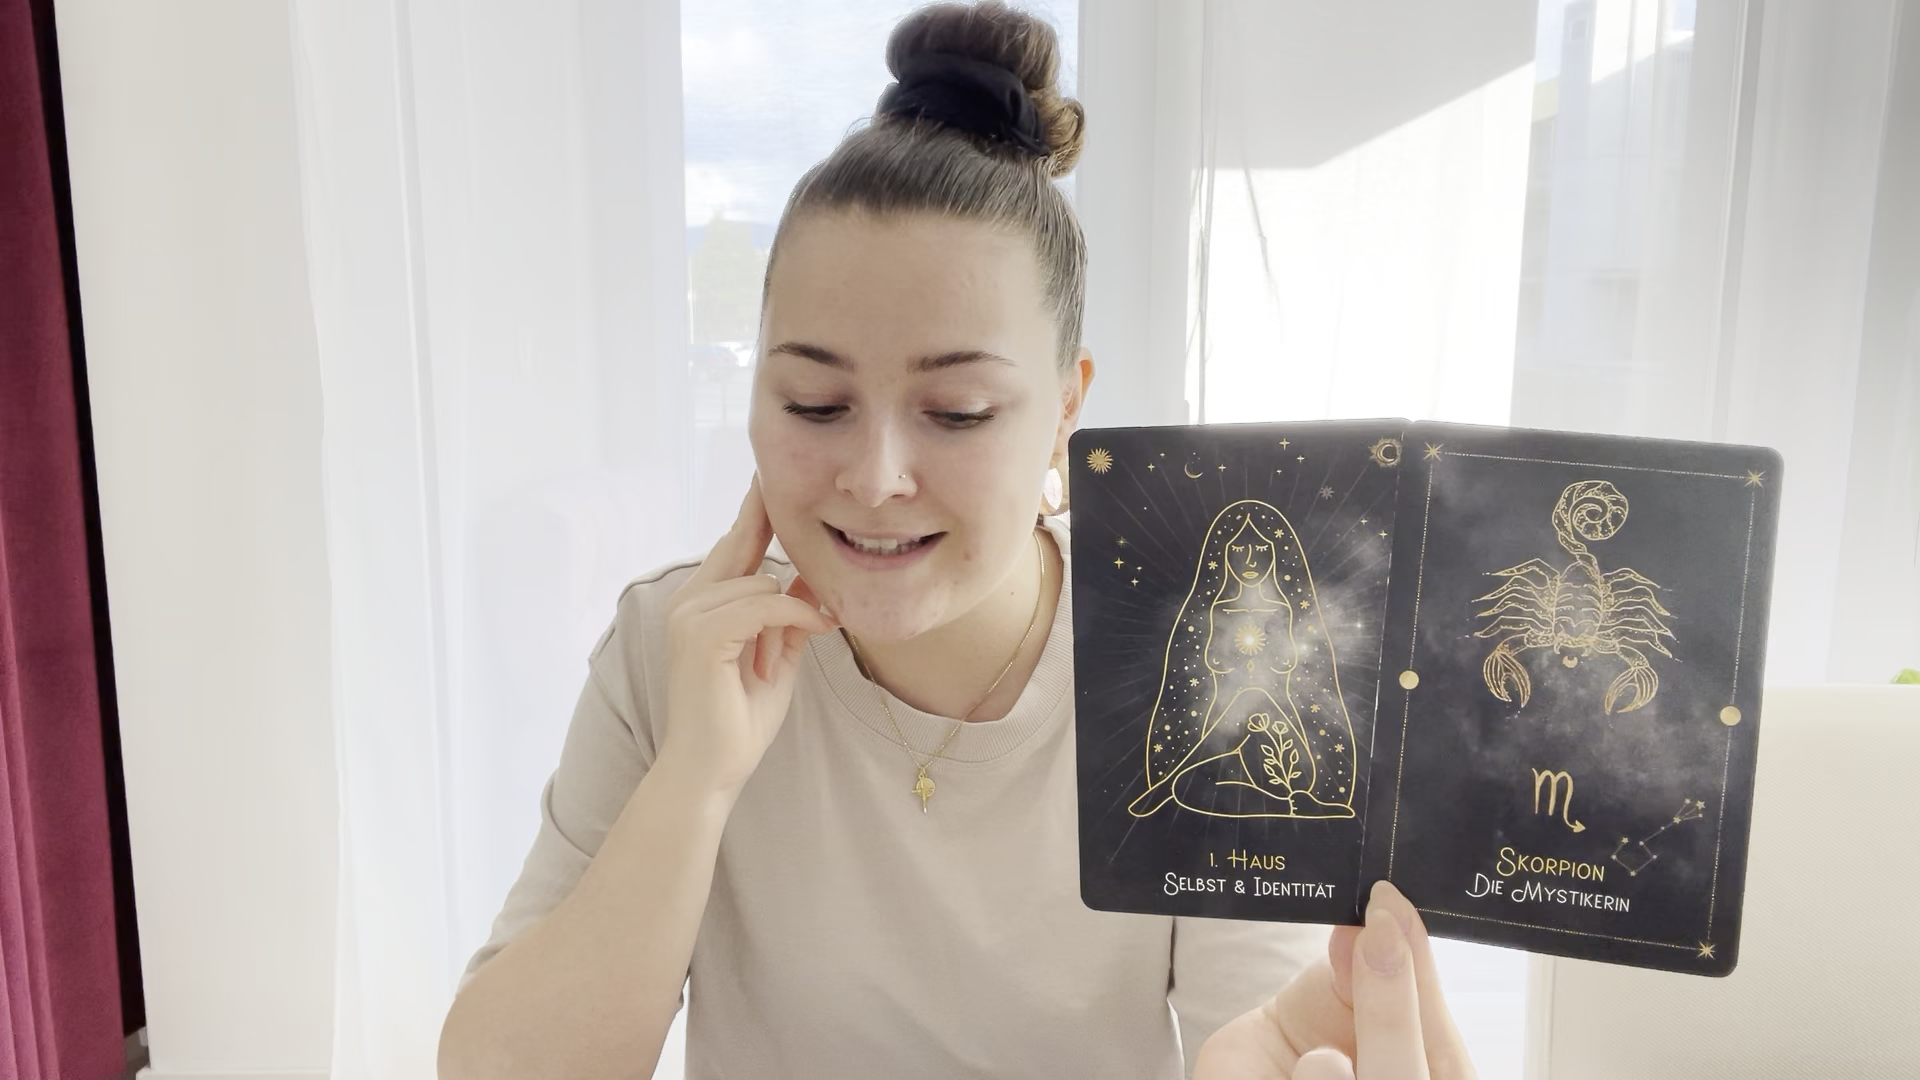 1. Haus
Selbst & Identität
♏
Skorpion
Die Mystikerin